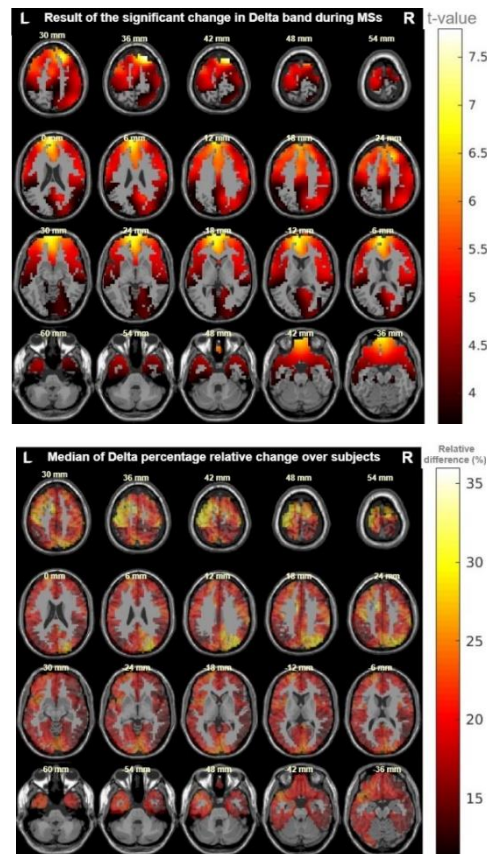 L Result of the significant change in Delta band during MSs R
t-value
30 mm 36 mm 42 mm 48 mm 54 mm
7.5
7
0 mm 6 mm 12 mm 18 mm 24 mm
6.5
6
-30 mm -24 mm -18 mm -12 mm -6 mm
5.5
5
60 mm 54 mm 48 mm 42 mm -36 mm
4.5
4
L Median of Delta percentage relative change over subjects R
Relative
difference (%)
30 mm 36 mm 42 mm 48 mm 54 mm
35
30
0 mm 6 mm 12 mm 18 mm 24 mm
25
-30 mm -24 mm -18 mm -12 mm -6 mm
20
60 mm 54 mm 48 mm 42 mm -36 mm
15